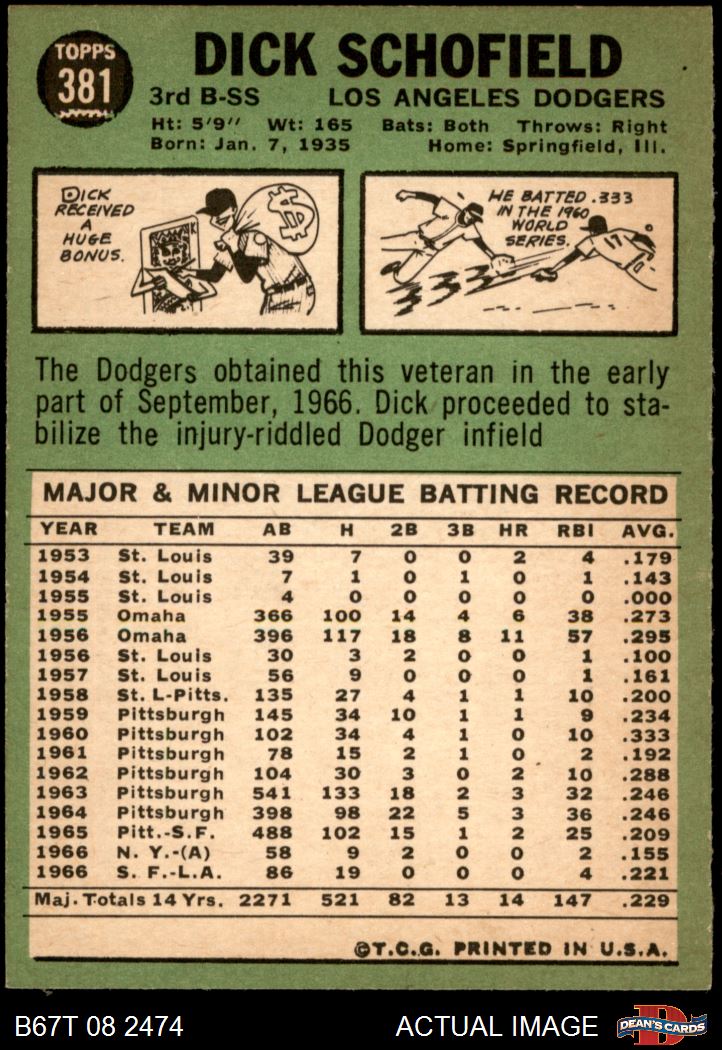 TOPPS
381
DICK SCHOFIELD
3rd B-SS LOS ANGELES DODGERS
Ht: 5'9" Wt: 165 Bats: Both Throws: Right
Born: Jan. 7, 1935 Home: Springfield, Ill.
DICK
RECEIVED
A
HUGE
BONUS.
$
K
HE BATTED .333
IN THE 1960
WORLD
SERIES.
The Dodgers obtained this veteran in the early
part of September, 1966. Dick proceeded to sta-
bilize the injury-riddled Dodger infield
MAJOR & MINOR LEAGUE BATTING RECORD
YEAR TEAM AB H 2B 3B HR RBI AVG.
1953 St. Louis 39 7 0 0 2 4 .179
1954 St. Louis 7 1 0 1 0 1 .143
1955 St. Louis 4 0 0 0 0 0 .000
1955 Omaha 366 100 14 4 6 38 .273
1956 Omaha 396 117 18 8 11 57 .295
1956 St. Louis 30 3 2 0 0 1 .100
1957 St. Louis 56 9 0 0 0 1 .161
1958 St. L-Pitts. 135 27 4 1 1 10 .200
1959 Pittsburgh 145 34 10 1 1 9 .234
1960 Pittsburgh 102 34 4 1 0 10 .333
1961 Pittsburgh 78 15 2 1 0 2 .192
1962 Pittsburgh 104 30 3 0 2 10 .288
1963 Pittsburgh 541 133 18 2 3 32 .246
1964 Pittsburgh 398 98 22 5 3 36 .246
1965 Pitt.-S.F. 488 102 15 1 2 25 .209
1966 N. Y.-(A) 58 9 2 0 0 2 .155
1966 S. F.-L.A. 86 19 0 0 0 4 .221
Maj. Totals 14 Yrs. 2271 521 82 13 14 147 .229
©T.C.G. PRINTED IN U.S.A.
B67T 08 2474 ACTUAL IMAGE
D
DEAN'S CARDS